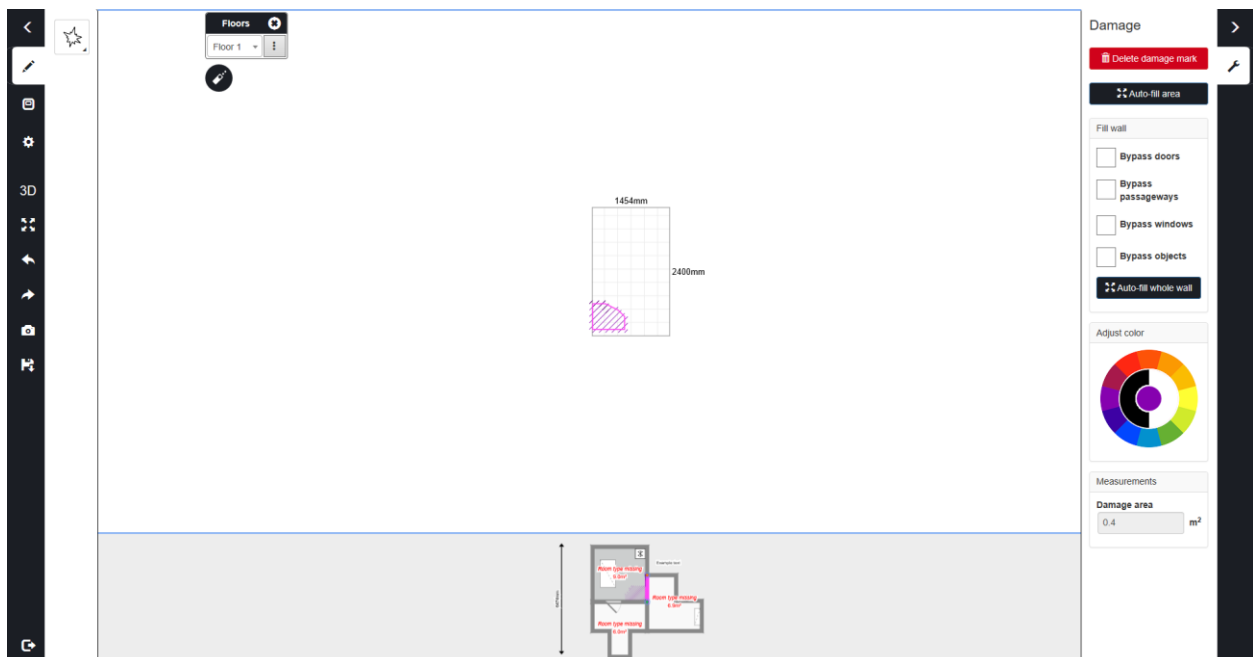 Floors
Floor 1
3D
1454mm
2400mm
Damage
Delete damage mark
Auto-fill area
Fill wall
Bypass doors
Bypass
passageways
Bypass windows
Bypass objects
Auto-fill whole wall
Adjust color
Measurements
Damage area
0.4
m²
Room type missing
Example text
Room type missing
Room type missing